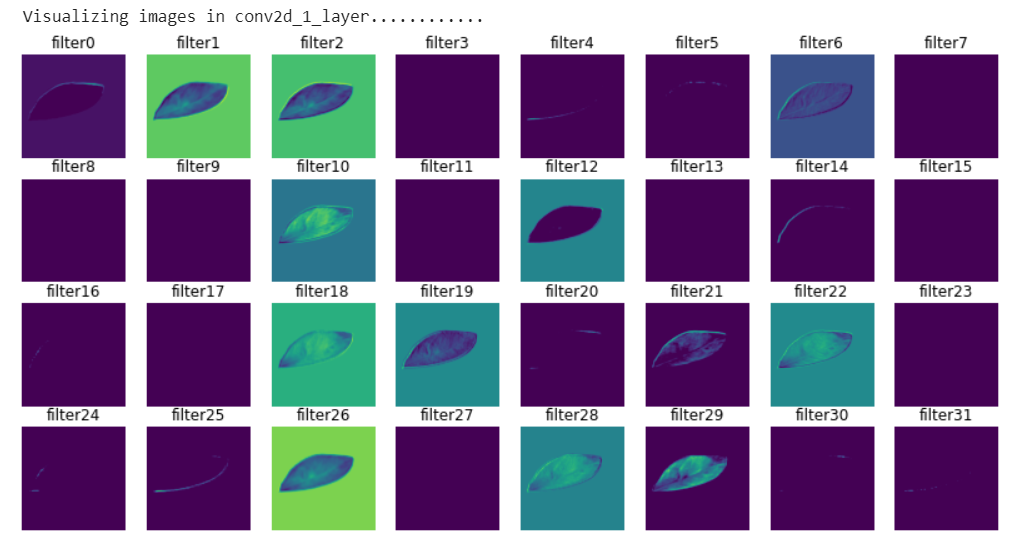 Visualizing images in conv2d_1_layer............
filter0 filter1 filter2 filter3 filter4 filter5 filter6 filter7
filter8 filter9 filter10 filter11 filter12 filter13 filter14 filter15
filter16 filter17 filter18 filter19 filter20 filter21 filter22 filter23
filter24 filter25 filter26 filter27 filter28 filter29 filter30 filter31